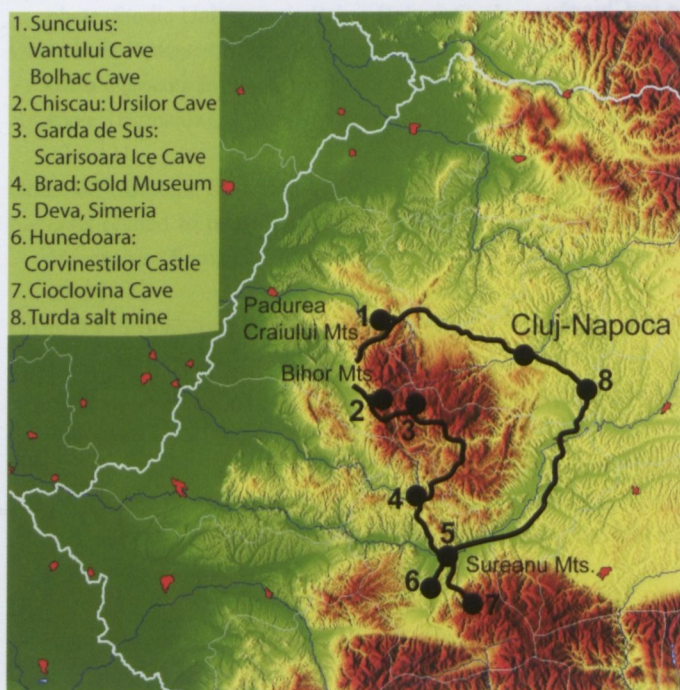 1. Suncuius:
Vantului Cave
Bolhac Cave
2. Chiscau: Ursilor Cave
3. Garda de Sus:
Scarisoara Ice Cave
4. Brad: Gold Museum
5. Deva, Simeria
6. Hunedoara:
Corvinestilor Castle
7. Cioclovina Cave
8. Turda salt mine
Padurea
Craiului Mts.
1
Cluj-Napoca
Bihor Mts.
8
2
3
4
5
Sureanu Mts.
6
7